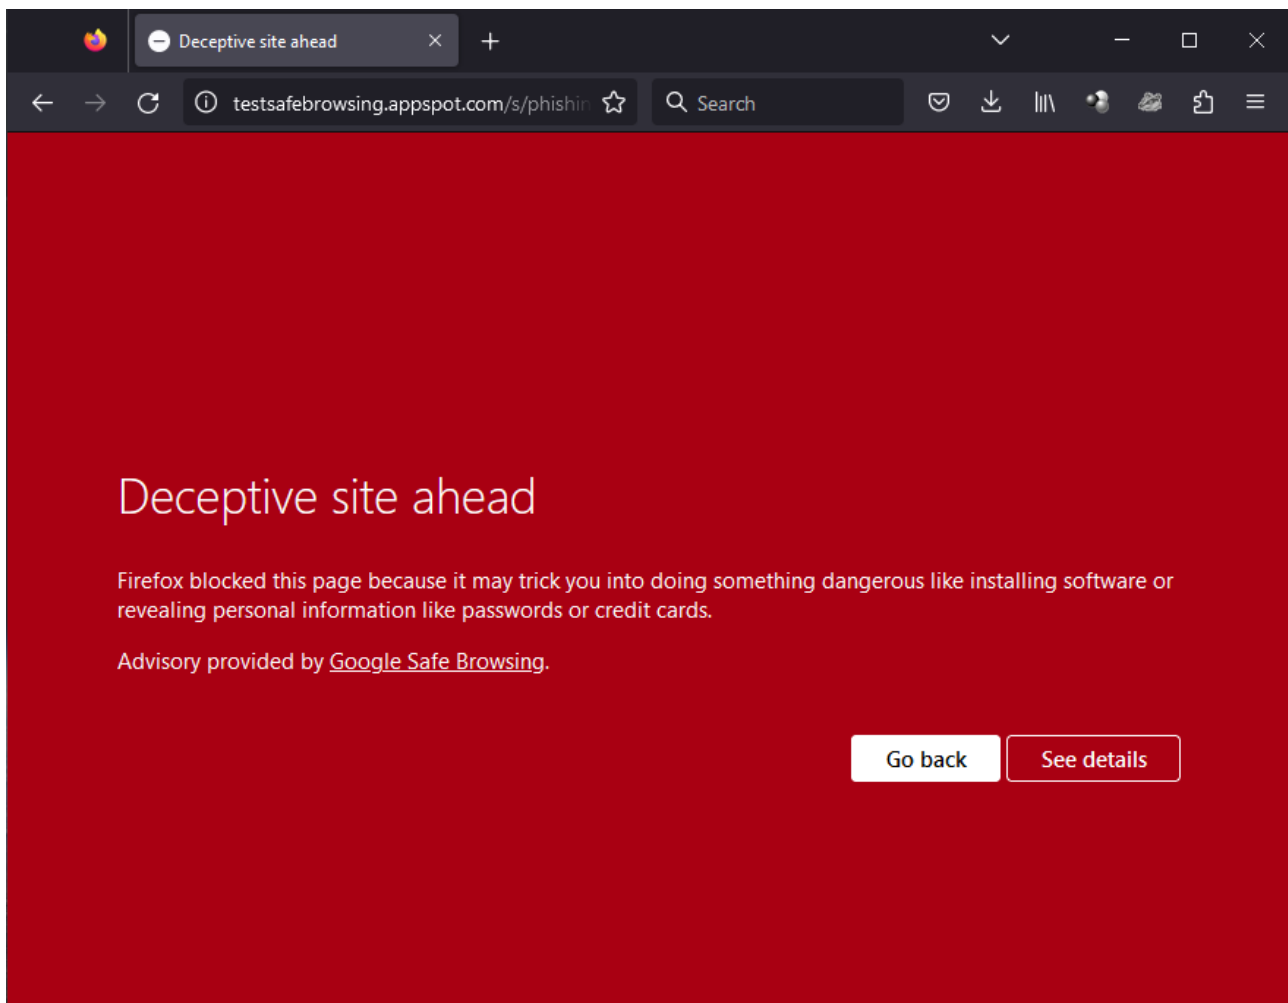 Deceptive site ahead
testsafebrowsing.appspot.com/s/phishin
Search
Deceptive site ahead
Firefox blocked this page because it may trick you into doing something dangerous like installing software or
revealing personal information like passwords or credit cards.
Advisory provided by Google Safe Browsing.
Go back
See details